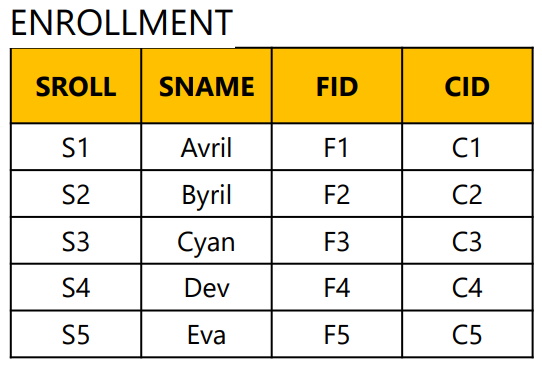 ENROLLMENT
SROLL SNAME FID CID
S1 Avril F1 C1
S2 Byril F2 C2
S3 Cyan F3 C3
S4 Dev F4 C4
S5 Eva F5 C5